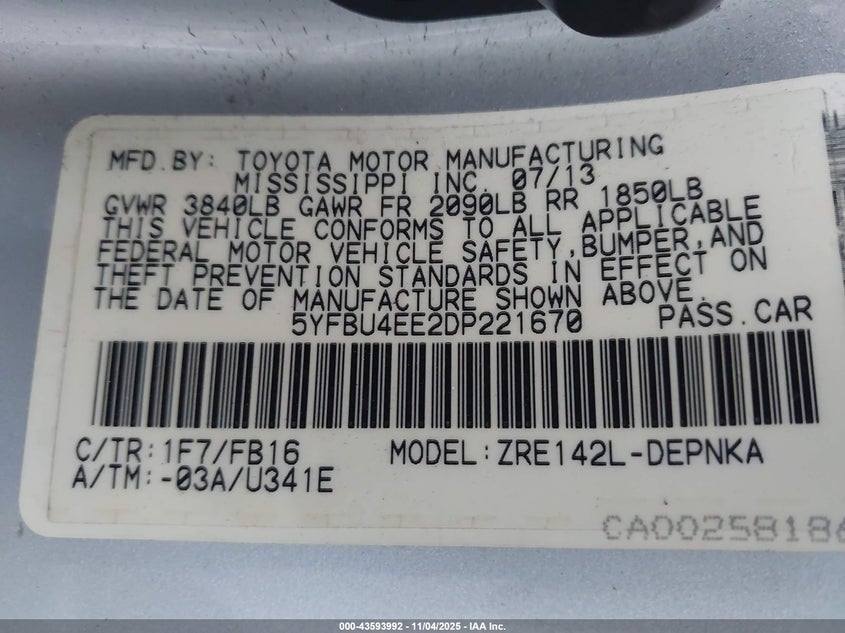 MFD.BY: TOYOTA MOTOR MANUFACTURING
MISSISSIPPI INC. 07/13
GVWR 3840LB GAWR FR 2090LB RR 1850LB
THIS VEHICLE CONFORMS TO ALL APPLICABLE
FEDERAL MOTOR VEHICLE SAFETY,BUMPER,AND
THEFT PREVENTION STANDARDS IN EFFECT ON
THE DATE OF MANUFACTURE SHOWN ABOVE.
5YFBU4EE2DP221670 PASS.CAR
C/TR:1F7/FB16 MODEL:ZRE142L-DEPNKA
A/TM:-03A/U341E
000-43593992 - 11/04/2025 - IAA Inc.